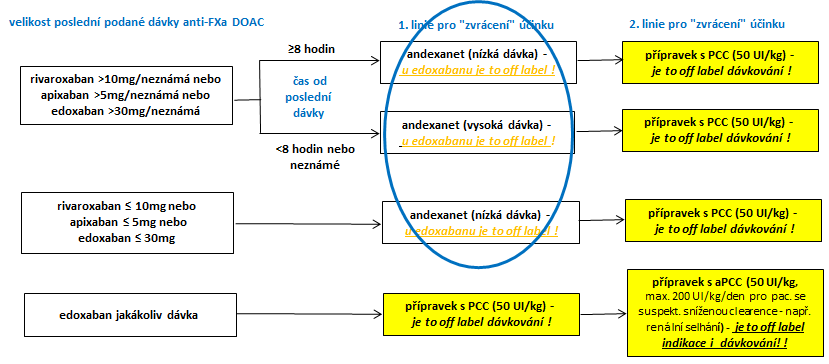 velikost poslední podané dávky anti-FXa DOAC
1. linie pro "zvrácení" účinku
2. linie pro "zvrácení" účinku
rivaroxaban >10mg/neznámá nebo
apixaban >5mg/neznámá nebo
edoxaban >30mg/neznámá
≥8 hodin
čas od
poslední
dávky
<8 hodin nebo
neznámé
andexanet (nízká dávka) -
u edoxabanu je to off label !
přípravek s PCC (50 UI/kg) -
je to off label dávkování !
andexanet (vysoká dávka) -
u edoxabanu je to off label !
přípravek s PCC (50 UI/kg) -
je to off label dávkování !
rivaroxaban ≤ 10mg nebo
apixaban ≤ 5mg nebo
edoxaban ≤ 30mg
andexanet (nízká dávka) -
u edoxabanu je to off label !
přípravek s PCC (50 UI/kg) -
je to off label dávkování !
edoxaban jakákoliv dávka
přípravek s PCC (50 UI/kg) -
je to off label dávkování !
přípravek s aPCC (50 UI/kg,
max. 200 UI/kg/den pro pac. se
suspekt. sníženou clearence - např.
renální selhání) - je to off label
indikace i dávkování! !